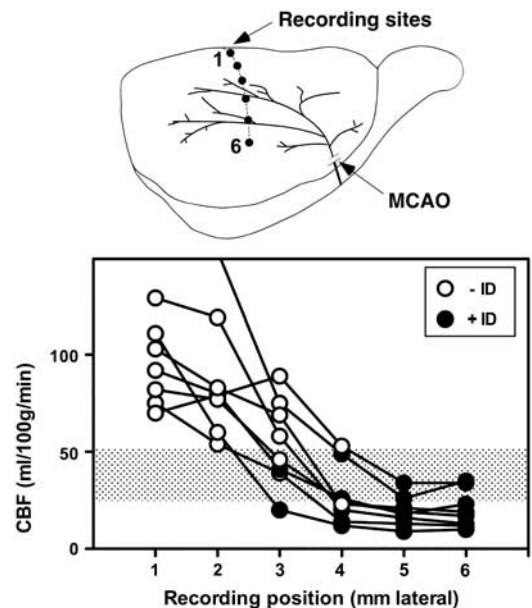 Recording sites
1
6
MCAO
- ID
+ ID
100
50
0
CBF (ml/100g/min)
1 2 3 4 5 6
Recording position (mm lateral)